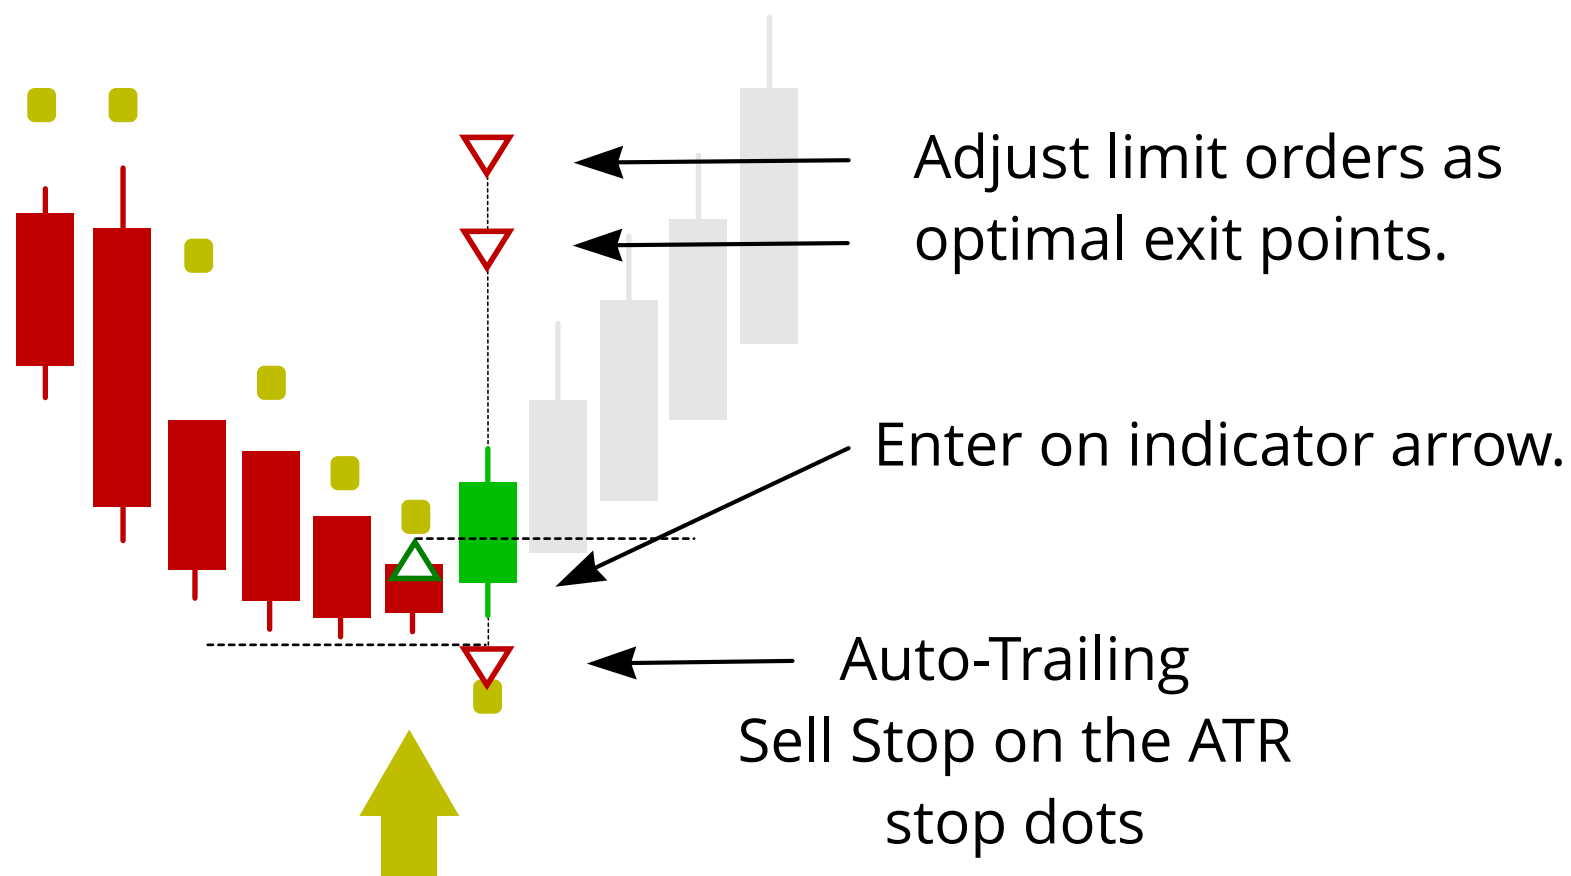 Adjust limit orders as
optimal exit points.
Enter on indicator arrow.
Auto-Trailing
Sell Stop on the ATR
stop dots